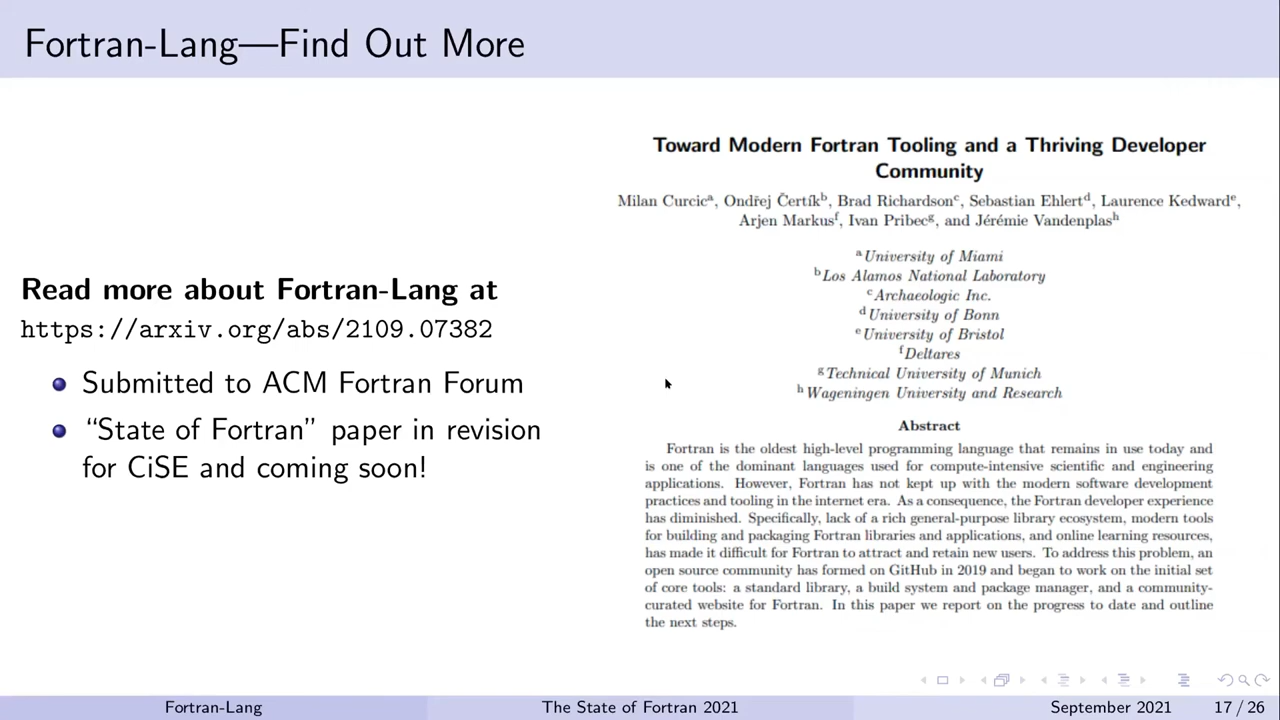 Fortran-Lang—Find Out More
Read more about Fortran-Lang at
https://arxiv.org/abs/2109.07382
Submitted to ACM Fortran Forum
“State of Fortran” paper in revision
for CiSE and coming soon!
Toward Modern Fortran Tooling and a Thriving Developer
Community
Milan Curcicᵃ, Ondřej Čertíkᵇ, Brad Richardsonᶜ, Sebastian Ehlertᵈ, Laurence Kedwardᵉ,
Arjen Markusᶠ, Ivan Pribecᵍ, and Jérémie Vandenplasʰ
ᵃUniversity of Miami
ᵇLos Alamos National Laboratory
ᶜArchaeologic Inc.
ᵈUniversity of Bonn
ᵉUniversity of Bristol
ᶠDeltares
ᵍTechnical University of Munich
ʰWageningen University and Research
Abstract
Fortran is the oldest high-level programming language that remains in use today and
is one of the dominant languages used for compute-intensive scientific and engineering
applications. However, Fortran has not kept up with the modern software development
practices and tooling in the internet era. As a consequence, the Fortran developer experience
has diminished. Specifically, lack of a rich general-purpose library ecosystem, modern tools
for building and packaging Fortran libraries and applications, and online learning resources,
has made it difficult for Fortran to attract and retain new users. To address this problem, an
open source community has formed on GitHub in 2019 and began to work on the initial set
of core tools: a standard library, a build system and package manager, and a community-
curated website for Fortran. In this paper we report on the progress to date and outline
the next steps.
Fortran-Lang
The State of Fortran 2021
September 2021
17 / 26